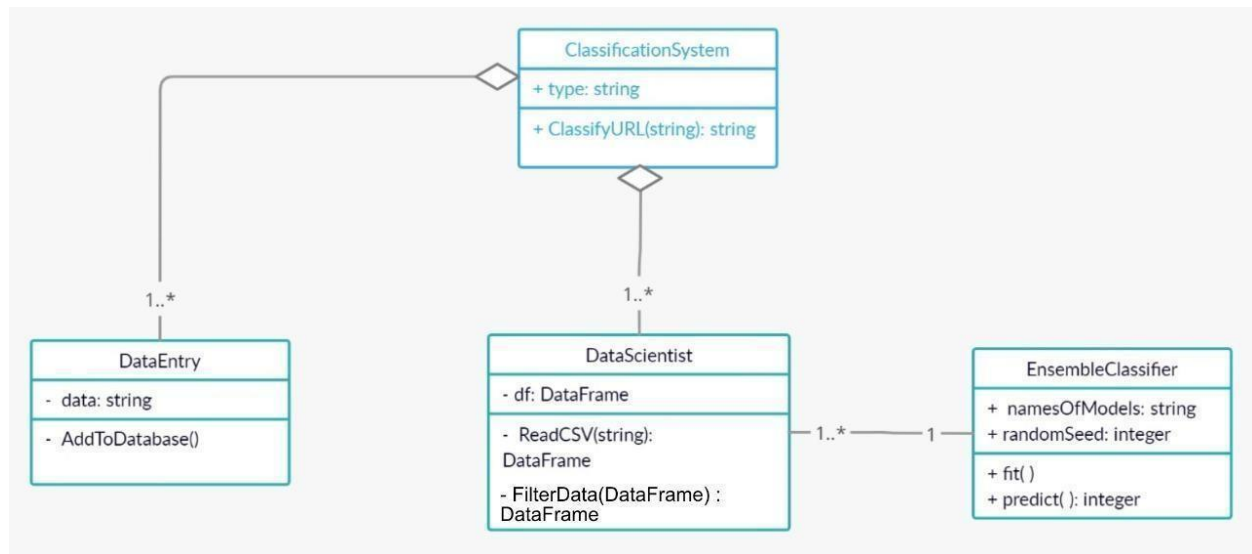 ClassificationSystem
+ type: string
+ ClassifyURL(string): string
1..*
1..*
DataEntry
- data: string
- AddToDatabase()
DataScientist
- df: DataFrame
- ReadCSV(string):
DataFrame
- FilterData(DataFrame) :
DataFrame
1..*
1
EnsembleClassifier
+ namesOfModels: string
+ randomSeed: integer
+ fit( )
+ predict( ): integer